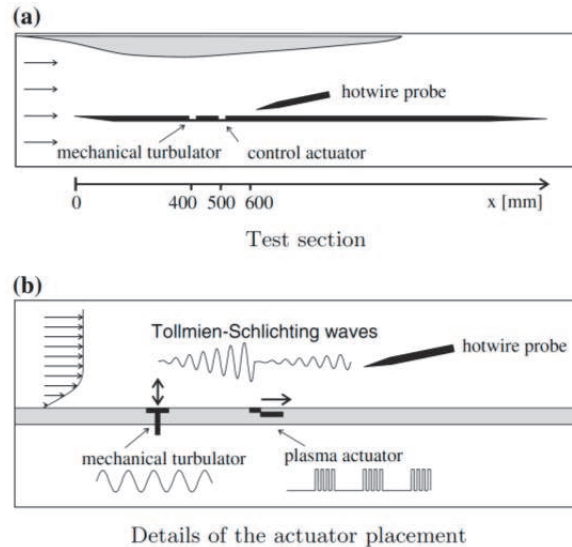 (a)
hotwire probe
mechanical turbulator control actuator
0 400 500 600 x [mm]
Test section
(b)
Tollmien-Schlichting waves
hotwire probe
mechanical turbulator plasma actuator
Details of the actuator placement